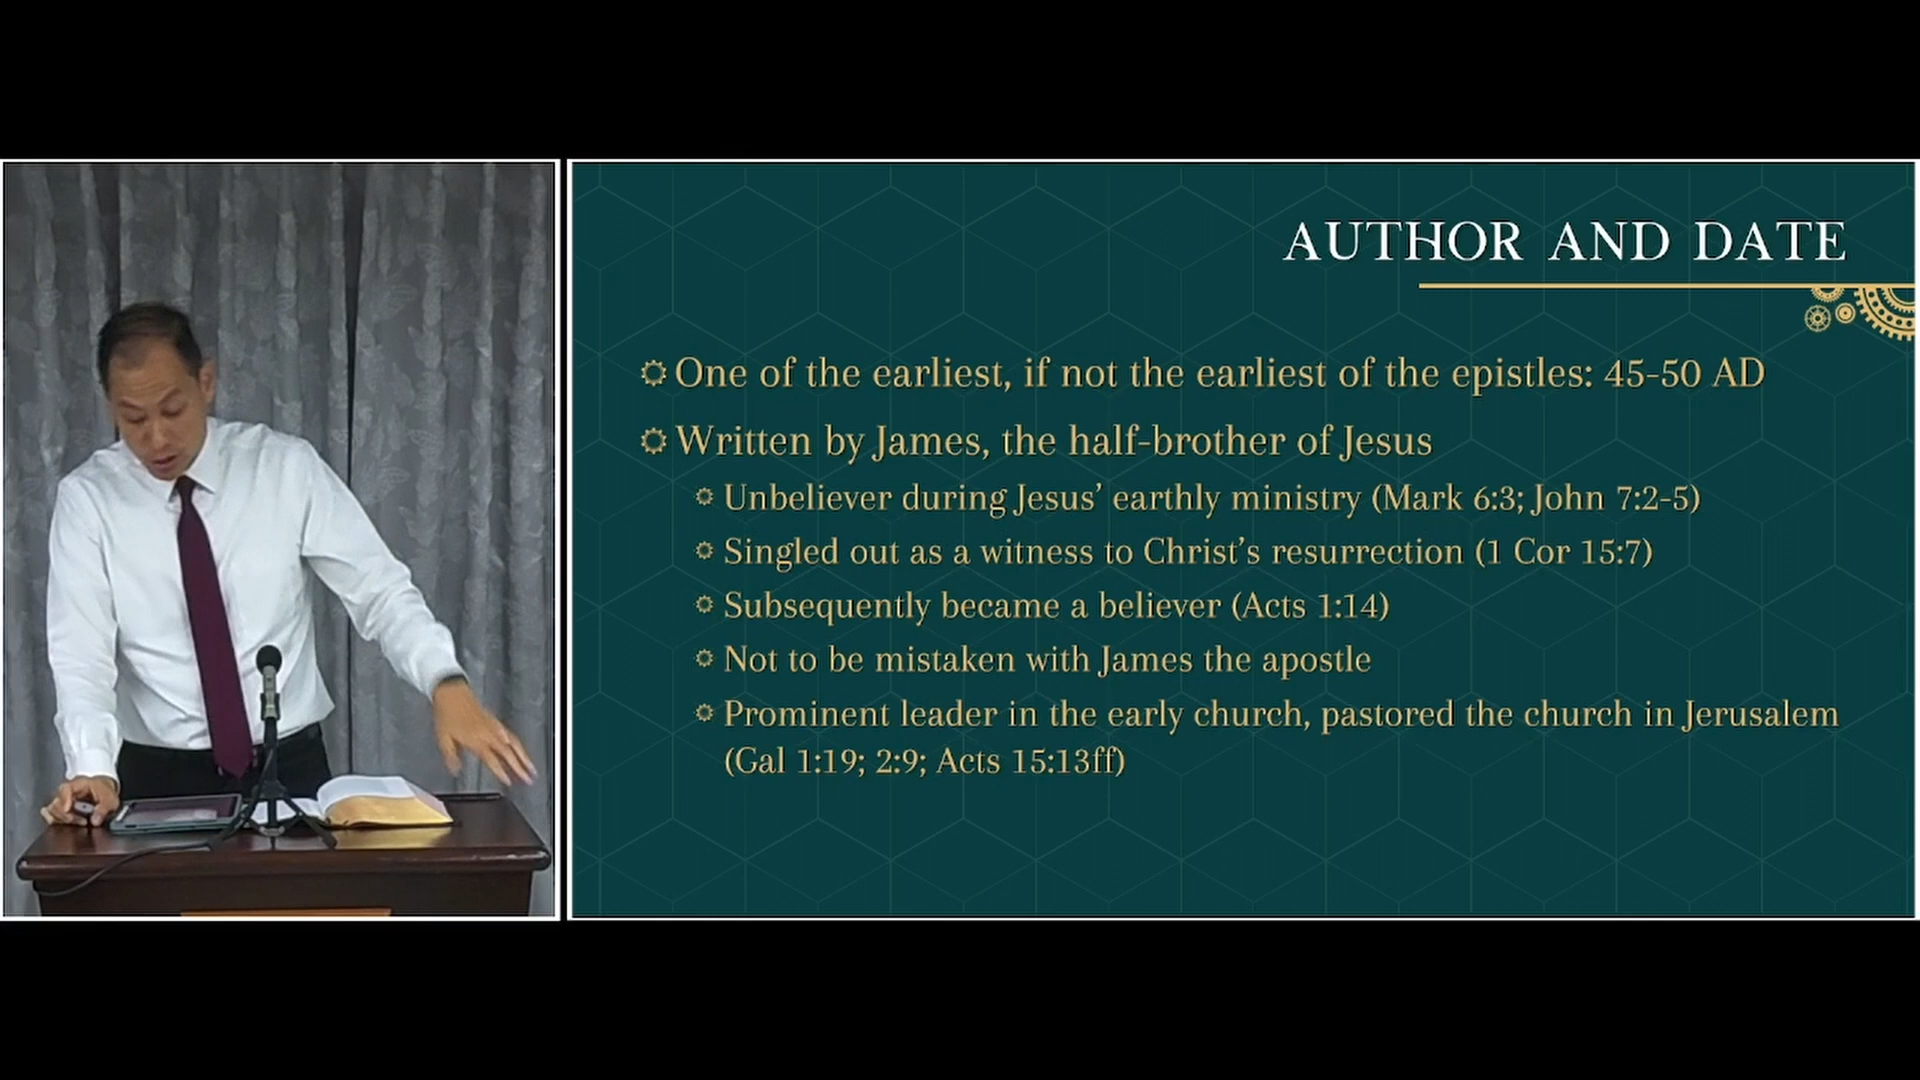 AUTHOR AND DATE
One of the earliest, if not the earliest of the epistles: 45-50 AD
Written by James, the half-brother of Jesus
Unbeliever during Jesus’ earthly ministry (Mark 6:3; John 7:2-5)
Singled out as a witness to Christ’s resurrection (1 Cor 15:7)
Subsequently became a believer (Acts 1:14)
Not to be mistaken with James the apostle
Prominent leader in the early church, pastored the church in Jerusalem
(Gal 1:19; 2:9; Acts 15:13ff)